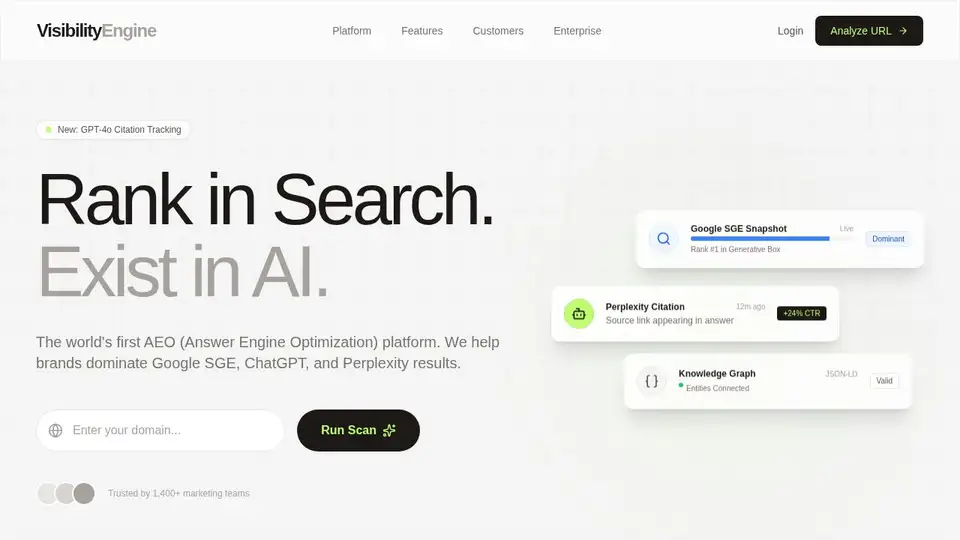 VisibilityEngine
Platform
Features
Customers
Enterprise
Login
Analyze URL
New: GPT-4o Citation Tracking
Rank in Search.
Exist in AI.
The world's first AEO (Answer Engine Optimization) platform. We help
brands dominate Google SGE, ChatGPT, and Perplexity results.
Enter your domain...
Run Scan
Trusted by 1,400+ marketing teams
Google SGE Snapshot
Live
Rank #1 in Generative Box
Dominant
Perplexity Citation
12m ago
Source link appearing in answer
+24% CTR
{ }
Knowledge Graph
JSON-LD
Entities Connected
Valid